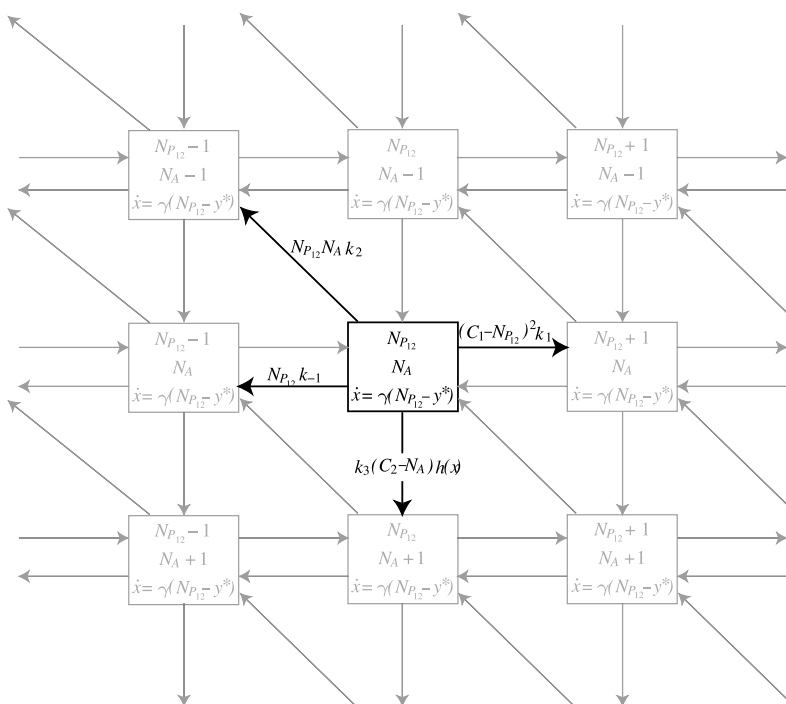 N_{P_{12}}−1
N_A−1
ẋ = γ(N_{P_{12}}−y*)
N_{P_{12}}
N_A−1
ẋ = γ(N_{P_{12}}−y*)
N_{P_{12}}+1
N_A−1
ẋ = γ(N_{P_{12}}−y*)
N_{P_{12}}N_A k_2
N_{P_{12}}−1
N_A
ẋ = γ(N_{P_{12}}−y*)
N_{P_{12}}k_{−1}
N_{P_{12}}
N_A
ẋ = γ(N_{P_{12}}−y*)
(C_1−N_{P_{12}})^2k_1
N_{P_{12}}+1
N_A
ẋ = γ(N_{P_{12}}−y*)
k_3(C_2−N_A)h(x)
N_{P_{12}}−1
N_A+1
ẋ = γ(N_{P_{12}}−y*)
N_{P_{12}}
N_A+1
ẋ = γ(N_{P_{12}}−y*)
N_{P_{12}}+1
N_A+1
ẋ = γ(N_{P_{12}}−y*)